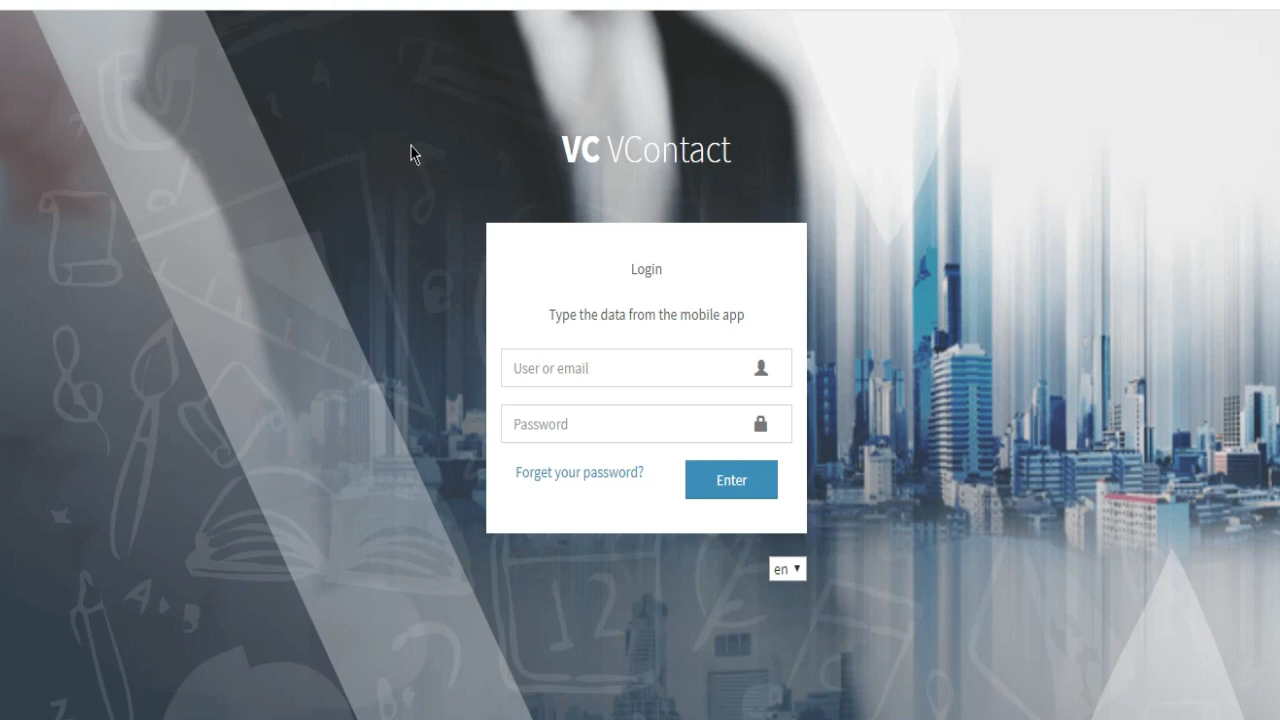 VC VContact
Login
Type the data from the mobile app
User or email
Password
Forget your password?
Enter
en
12